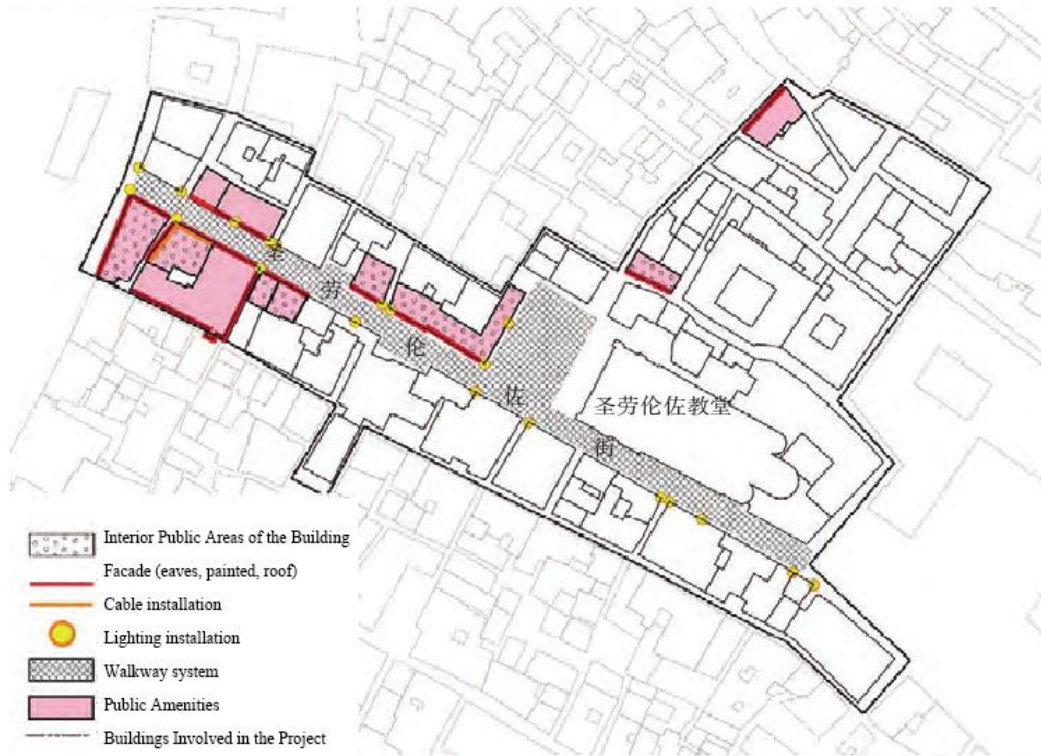 圣劳伦佐街
圣劳伦佐教堂
Interior Public Areas of the Building
Facade (eaves, painted, roof)
Cable installation
Lighting installation
Walkway system
Public Amenities
Buildings Involved in the Project